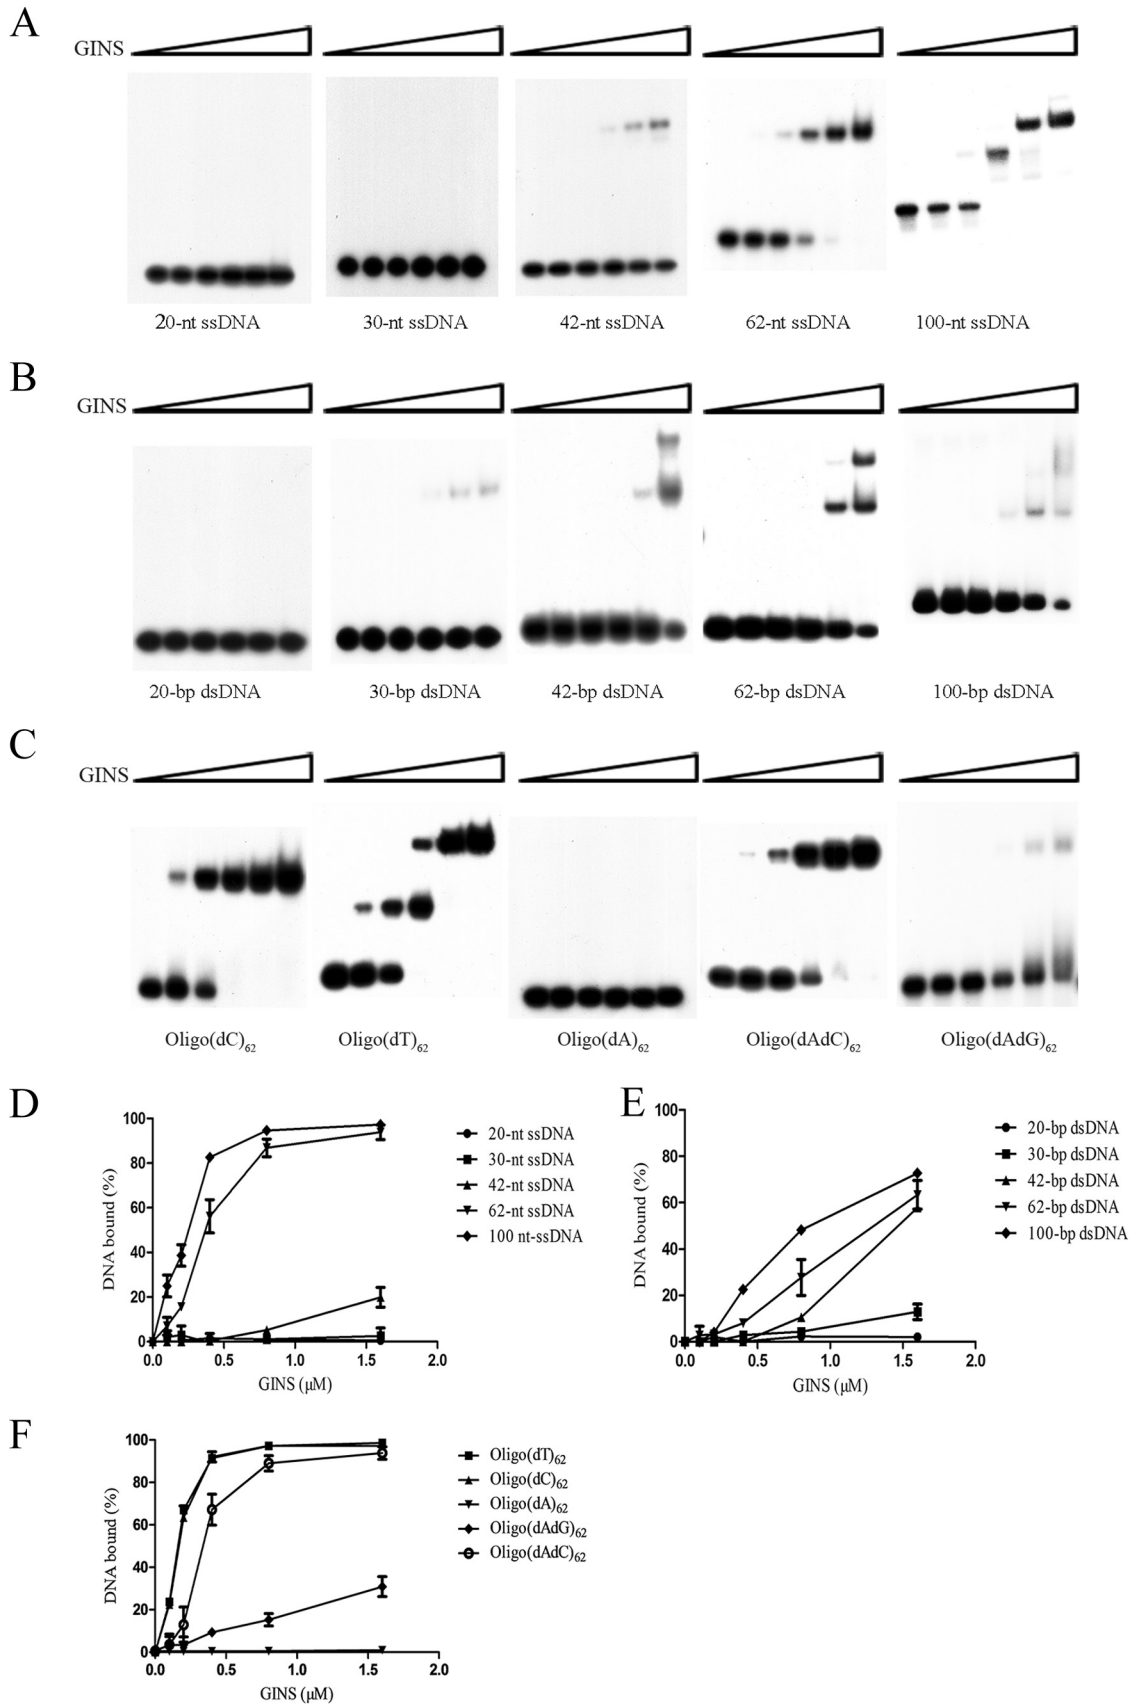 A
GINS
20-nt ssDNA 30-nt ssDNA 42-nt ssDNA 62-nt ssDNA 100-nt ssDNA
B
GINS
20-bp dsDNA 30-bp dsDNA 42-bp dsDNA 62-bp dsDNA 100-bp dsDNA
C
GINS
Oligo(dC)62 Oligo(dT)62 Oligo(dA)62 Oligo(dAdC)62 Oligo(dAdG)62
D
100
80
60
40
20
0
DNA bound (%)
0.0 0.5 1.0 1.5 2.0
GINS (μM)
20-nt ssDNA
30-nt ssDNA
42-nt ssDNA
62-nt ssDNA
100 nt-ssDNA
E
100
80
60
40
20
0
DNA bound (%)
0.0 0.5 1.0 1.5 2.0
GINS (μM)
20-bp dsDNA
30-bp dsDNA
42-bp dsDNA
62-bp dsDNA
100-bp dsDNA
F
100
80
60
40
20
0
DNA bound (%)
0.0 0.5 1.0 1.5 2.0
GINS (μM)
Oligo(dT)62
Oligo(dC)62
Oligo(dA)62
Oligo(dAdG)62
Oligo(dAdC)62